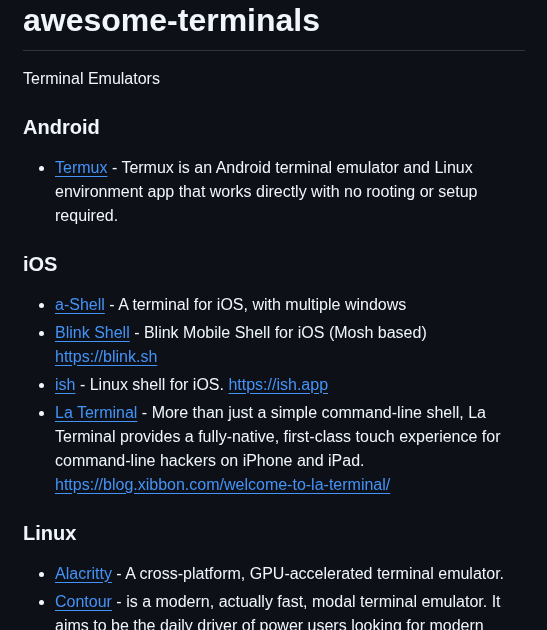 awesome-terminals
Terminal Emulators
Android
Termux - Termux is an Android terminal emulator and Linux
environment app that works directly with no rooting or setup
required.
iOS
a-Shell - A terminal for iOS, with multiple windows
Blink Shell - Blink Mobile Shell for iOS (Mosh based)
https://blink.sh
ish - Linux shell for iOS. https://ish.app
La Terminal - More than just a simple command-line shell, La
Terminal provides a fully-native, first-class touch experience for
command-line hackers on iPhone and iPad.
https://blog.xibbon.com/welcome-to-la-terminal/
Linux
Alacritty - A cross-platform, GPU-accelerated terminal emulator.
Contour - is a modern, actually fast, modal terminal emulator. It
aims to be the daily driver of power users looking for modern